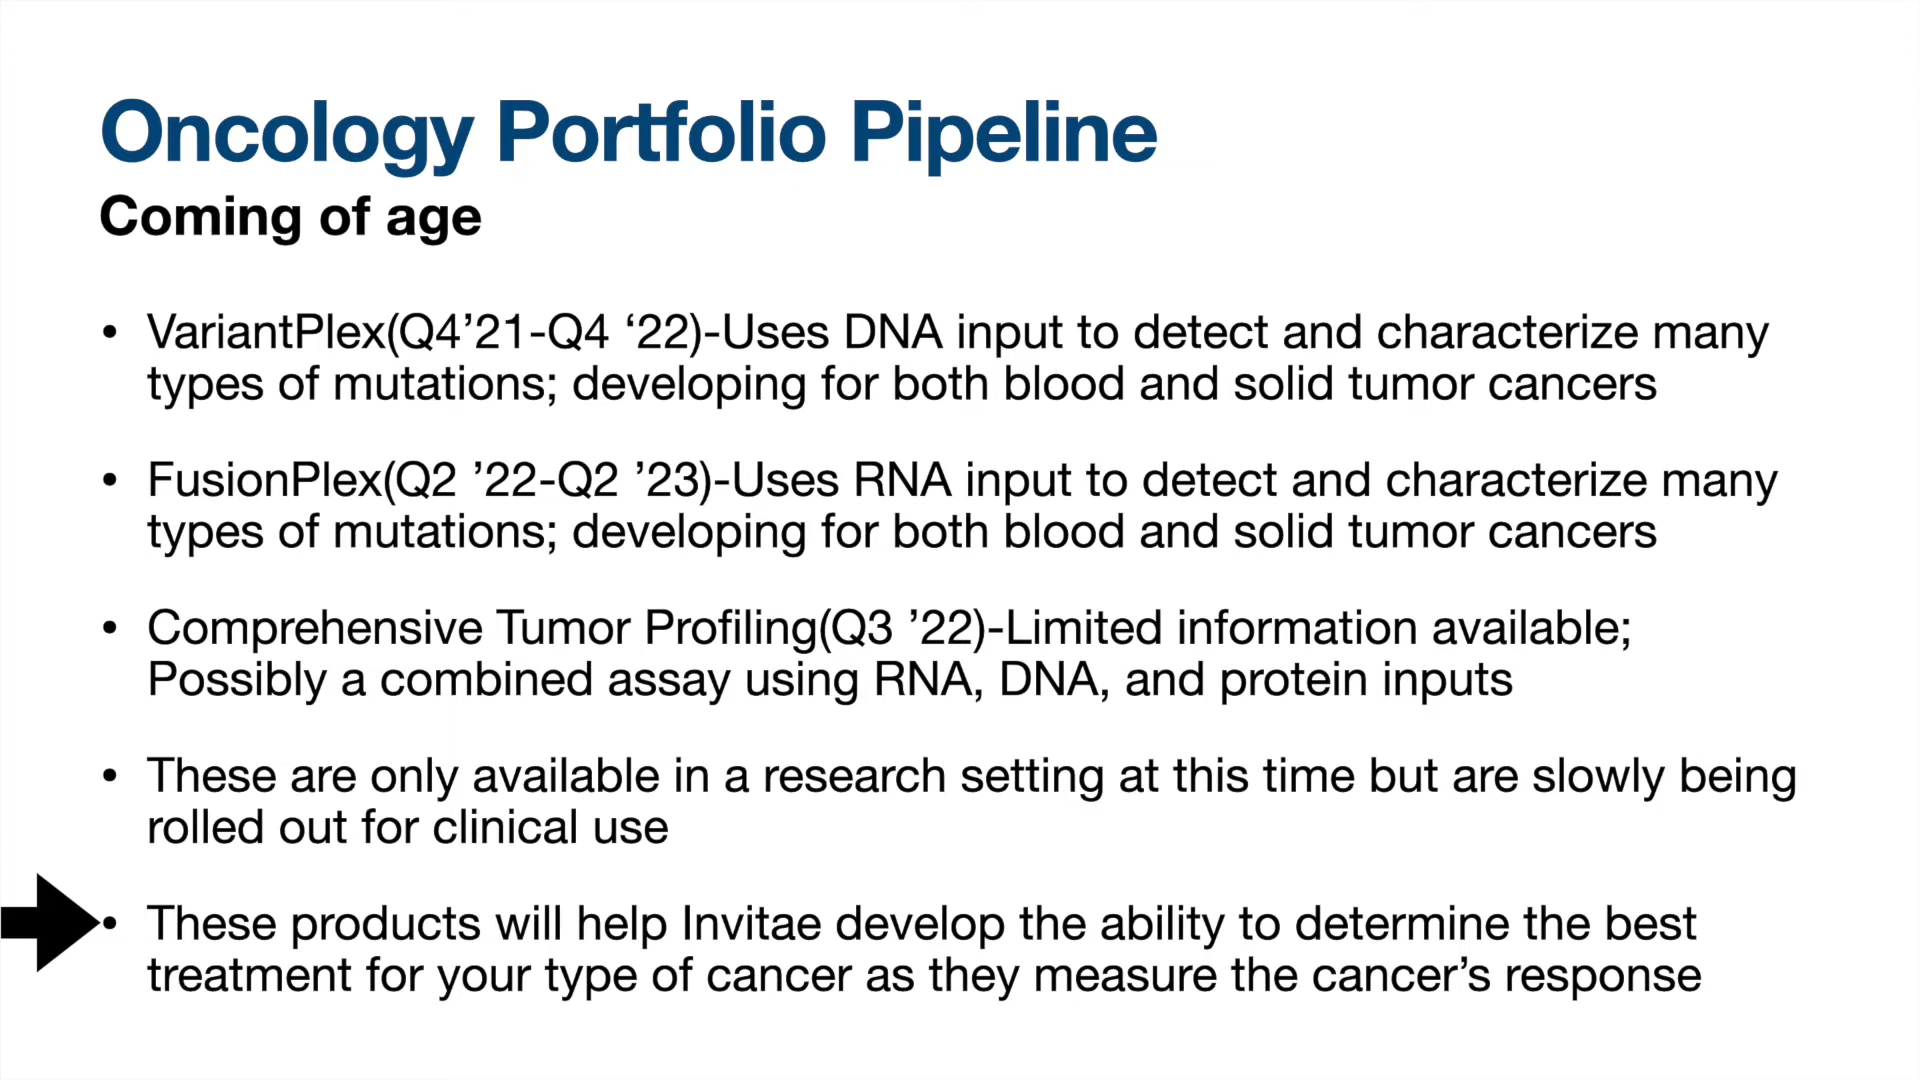 Oncology Portfolio Pipeline
Coming of age
• VariantPlex(Q4’21-Q4 ‘22)-Uses DNA input to detect and characterize many
types of mutations; developing for both blood and solid tumor cancers
• FusionPlex(Q2 ’22-Q2 ’23)-Uses RNA input to detect and characterize many
types of mutations; developing for both blood and solid tumor cancers
• Comprehensive Tumor Profiling(Q3 ’22)-Limited information available;
Possibly a combined assay using RNA, DNA, and protein inputs
• These are only available in a research setting at this time but are slowly being
rolled out for clinical use
• These products will help Invitae develop the ability to determine the best
treatment for your type of cancer as they measure the cancer’s response